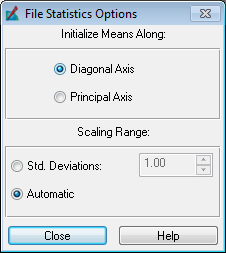 File Statistics Options
Initialize Means Along:
Diagonal Axis
Principal Axis
Scaling Range:
Std. Deviations:
1.00
Automatic
Close
Help